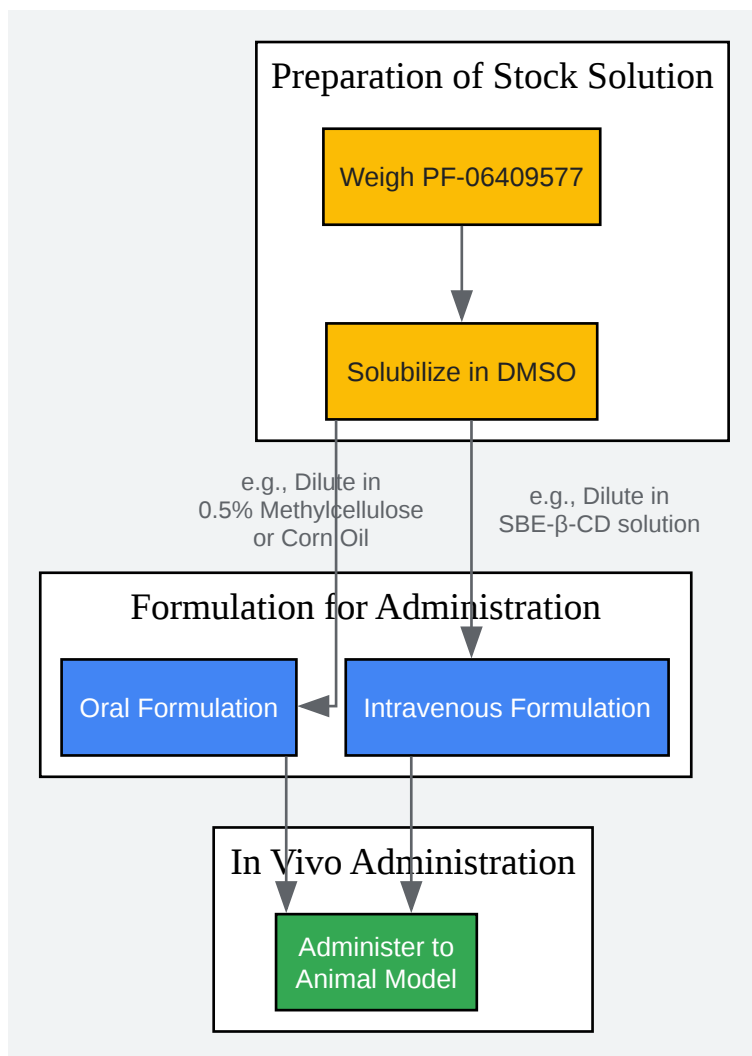 Preparation of Stock Solution
Weigh PF-06409577
Solubilize in DMSO
e.g., Dilute in
0.5% Methylcellulose
or Corn Oil
e.g., Dilute in
SBE-β-CD solution
Formulation for Administration
Oral Formulation
Intravenous Formulation
In Vivo Administration
Administer to
Animal Model